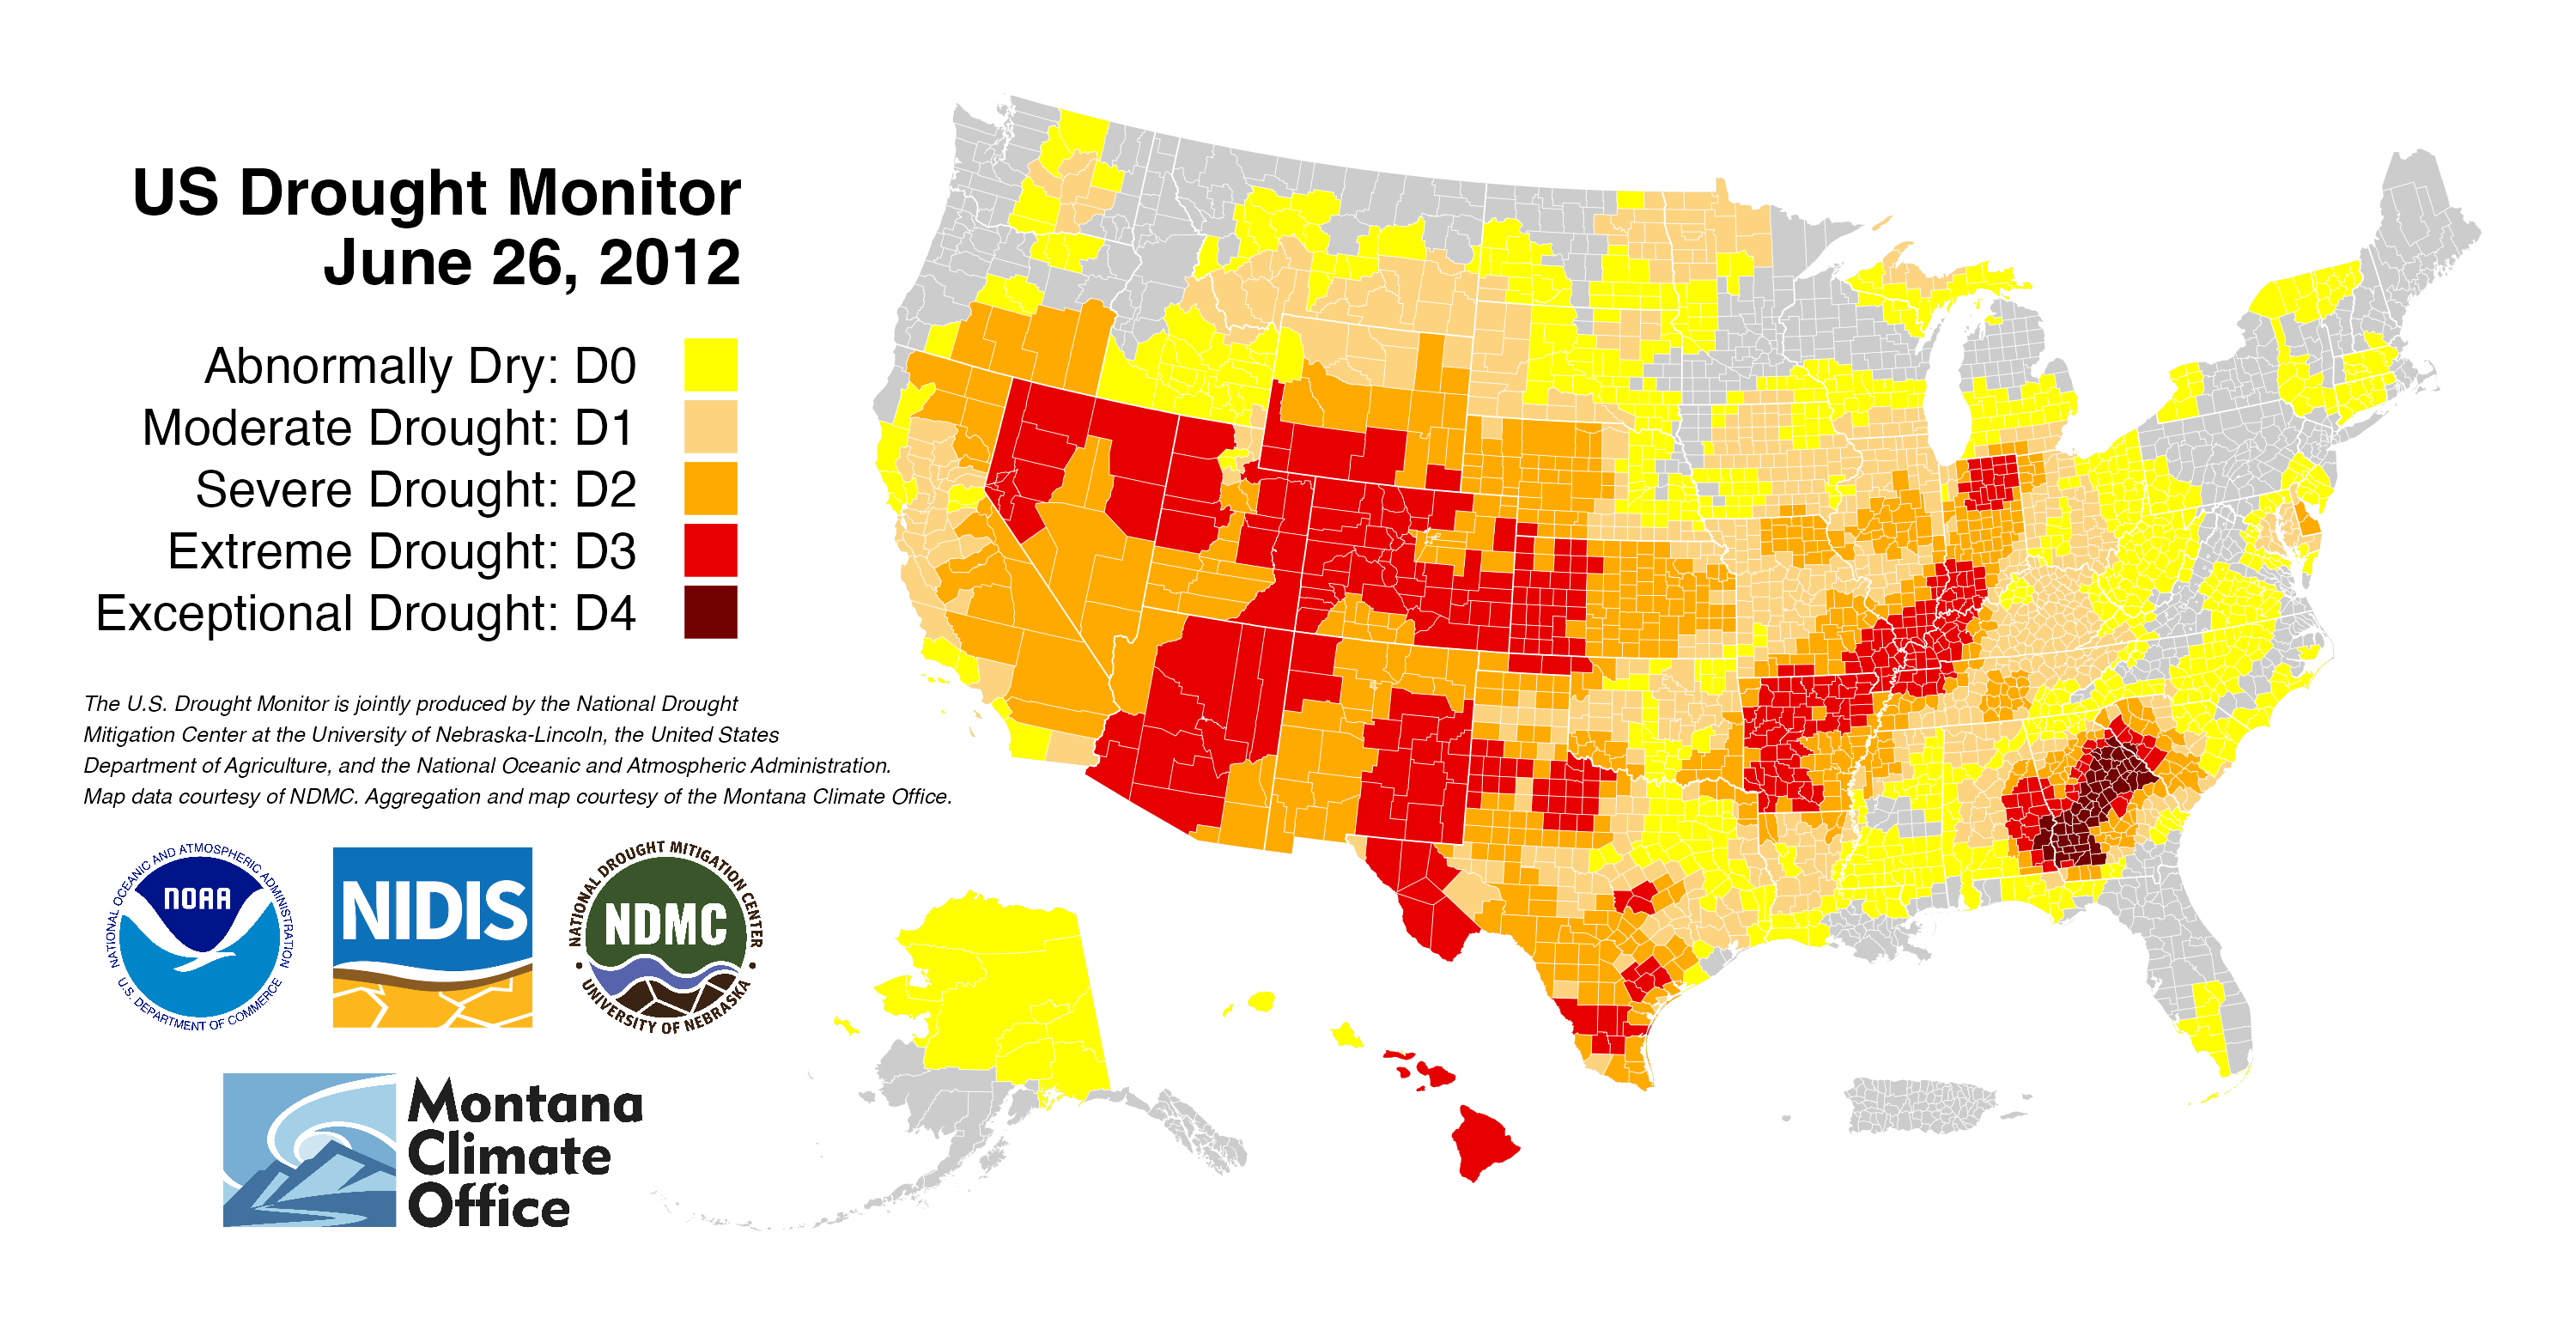 US Drought Monitor
June 26, 2012
Abnormally Dry: D0
Moderate Drought: D1
Severe Drought: D2
Extreme Drought: D3
Exceptional Drought: D4
The U.S. Drought Monitor is jointly produced by the National Drought
Mitigation Center at the University of Nebraska-Lincoln, the United States
Department of Agriculture, and the National Oceanic and Atmospheric Administration.
Map data courtesy of NDMC. Aggregation and map courtesy of the Montana Climate Office.
NATIONAL OCEANIC AND ATMOSPHERIC ADMINISTRATION
NOAA
U.S. DEPARTMENT OF COMMERCE
NIDIS
NATIONAL DROUGHT MITIGATION CENTER
NDMC
UNIVERSITY OF NEBRASKA
Montana
Climate
Office